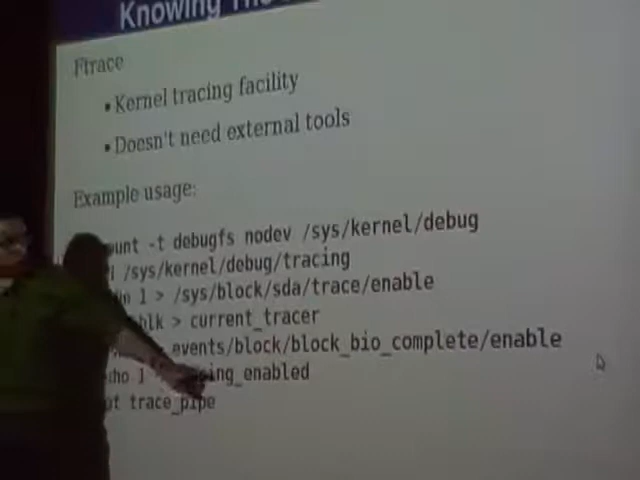 Knowing
Ftrace
• Kernel tracing facility
• Doesn't need external tools
Example usage:
unt -t debugfs nodev /sys/kernel/debug
/sys/kernel/debug/tracing
o 1 > /sys/block/sda/trace/enable
blk > current_tracer
events/block/block_bio_complete/enable
cho 1 ing_enabled
t trace_pipe